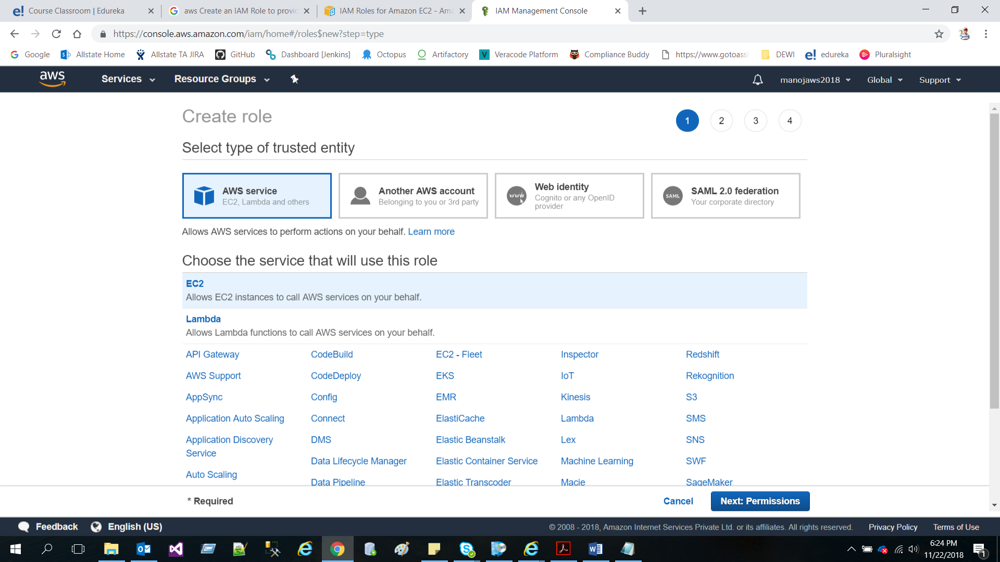 Course Classroom | Edureka
aws Create an IAM Role to provi
IAM Roles for Amazon EC2 - Ama
IAM Management Console
https://console.aws.amazon.com/iam/home#/roles$new?step=type
Google
Allstate Home
Allstate TA JIRA
GitHub
Dashboard [Jenkins]
Octopus
Artifactory
Veracode Platform
Compliance Buddy
https://www.gotoassi
DEWI
edureka
Pluralsight
aws
Services
Resource Groups
manojaws2018
Global
Support
Create role
1
2
3
4
Select type of trusted entity
AWS service
EC2, Lambda and others
Another AWS account
Belonging to you or 3rd party
www
Web identity
Cognito or any OpenID
provider
SAML
SAML 2.0 federation
Your corporate directory
Allows AWS services to perform actions on your behalf. Learn more
Choose the service that will use this role
EC2
Allows EC2 instances to call AWS services on your behalf.
Lambda
Allows Lambda functions to call AWS services on your behalf.
API Gateway
CodeBuild
EC2 - Fleet
Inspector
Redshift
AWS Support
CodeDeploy
EKS
IoT
Rekognition
AppSync
Config
EMR
Kinesis
S3
Application Auto Scaling
Connect
ElastiCache
Lambda
SMS
Application Discovery
Service
DMS
Elastic Beanstalk
Lex
SNS
Data Lifecycle Manager
Elastic Container Service
Machine Learning
SWF
Auto Scaling
Data Pipeline
Elastic Transcoder
Macie
SageMaker
* Required
Cancel
Next: Permissions
Feedback
English (US)
© 2008 - 2018, Amazon Internet Services Private Ltd. or its affiliates. All rights reserved.
Privacy Policy
Terms of Use
6:24 PM
11/22/2018
1